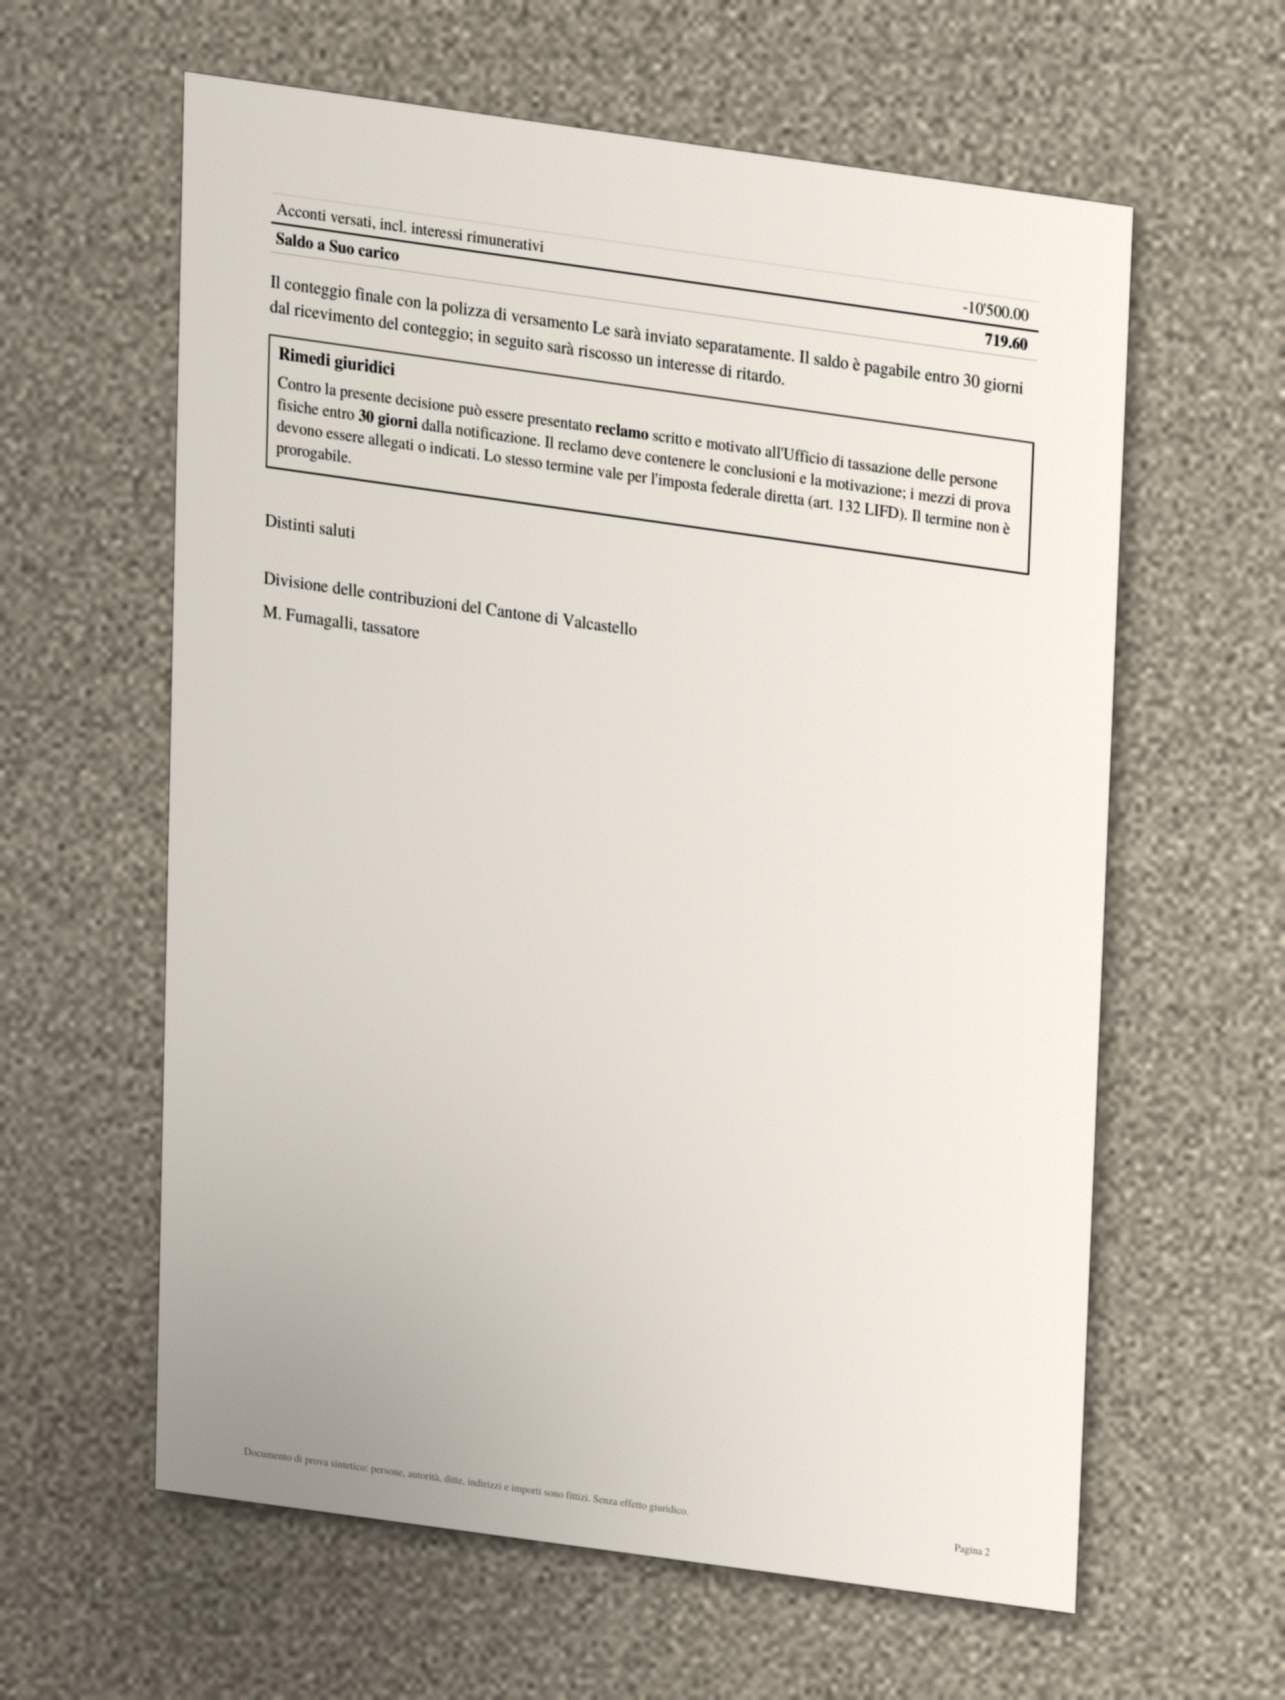 Acconti versati, incl. interessi rimunerativi -10'500.00
Saldo a Suo carico 719.60
Il conteggio finale con la polizza di versamento Le sarà inviato separatamente. Il saldo è pagabile entro 30 giorni
dal ricevimento del conteggio; in seguito sarà riscosso un interesse di ritardo.
Rimedi giuridici
Contro la presente decisione può essere presentato reclamo scritto e motivato all'Ufficio di tassazione delle persone
fisiche entro 30 giorni dalla notificazione. Il reclamo deve contenere le conclusioni e la motivazione; i mezzi di prova
devono essere allegati o indicati. Lo stesso termine vale per l'imposta federale diretta (art. 132 LIFD). Il termine non è
prorogabile.
Distinti saluti
Divisione delle contribuzioni del Cantone di Valcastello
M. Fumagalli, tassatore
Documento di prova sintetico: persone, autorità, ditte, indirizzi e importi sono fittizi. Senza effetto giuridico.
Pagina 2